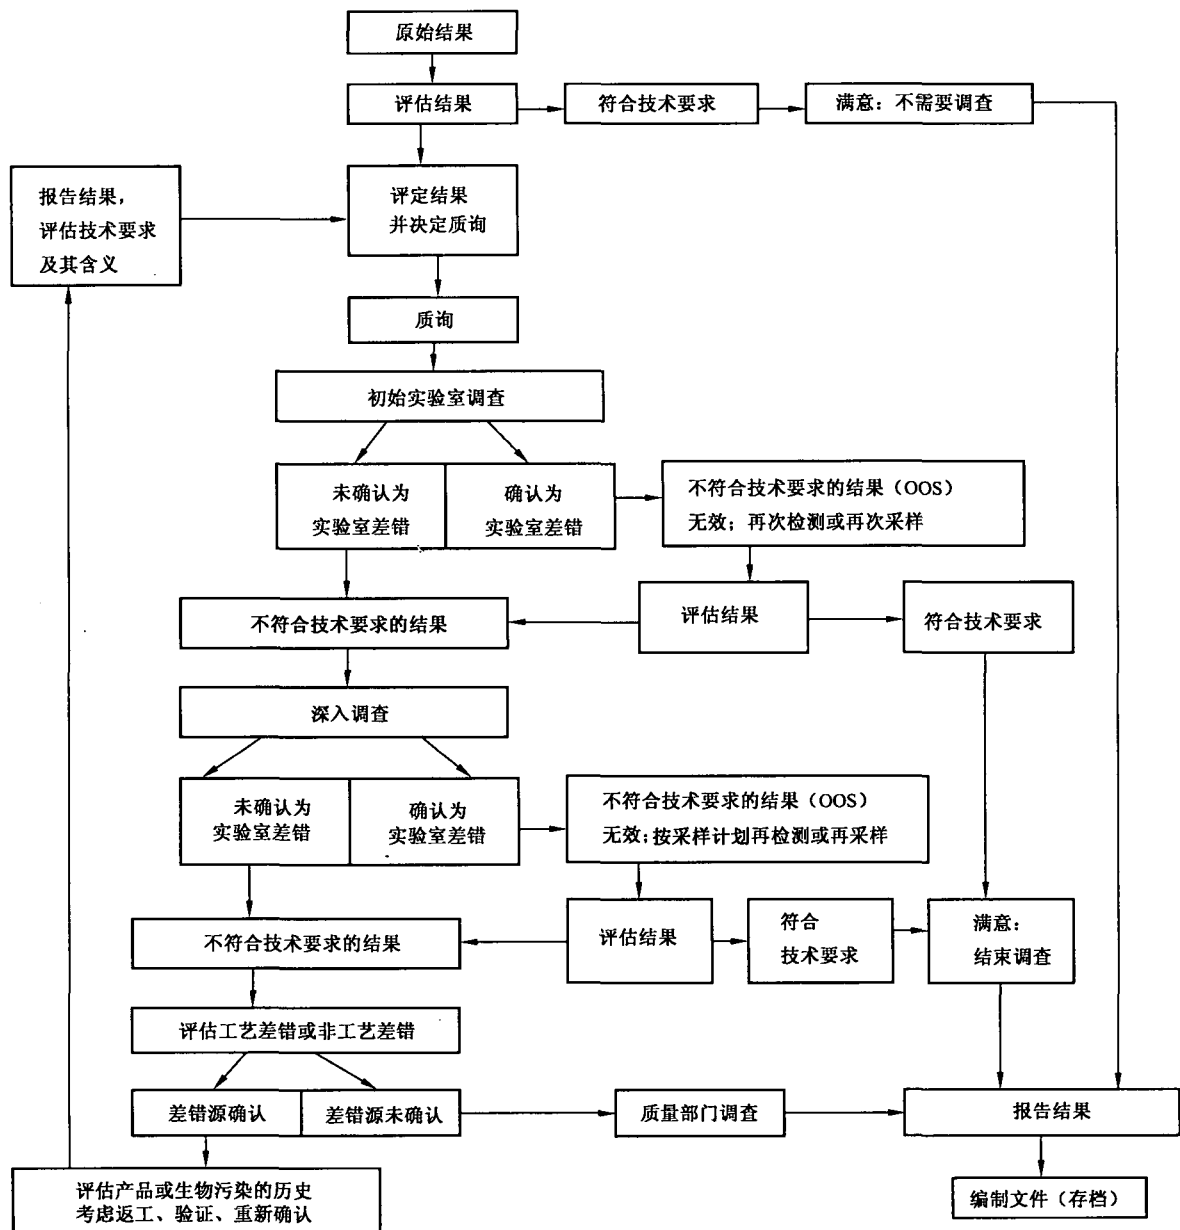 原始结果
评估结果
符合技术要求
满意：不需要调查
报告结果，
评估技术要求
及其含义
评定结果
并决定质询
质询
初始实验室调查
未确认为
实验室差错
确认为
实验室差错
不符合技术要求的结果（OOS）
无效；再次检测或再次采样
不符合技术要求的结果
评估结果
符合技术要求
深入调查
未确认为
实验室差错
确认为
实验室差错
不符合技术要求的结果（OOS）
无效；按采样计划再检测或再采样
不符合技术要求的结果
评估结果
符合
技术要求
满意：
结束调查
评估工艺差错或非工艺差错
差错源确认
差错源未确认
质量部门调查
报告结果
评估产品或生物污染的历史
考虑返工、验证、重新确认
编制文件（存档）